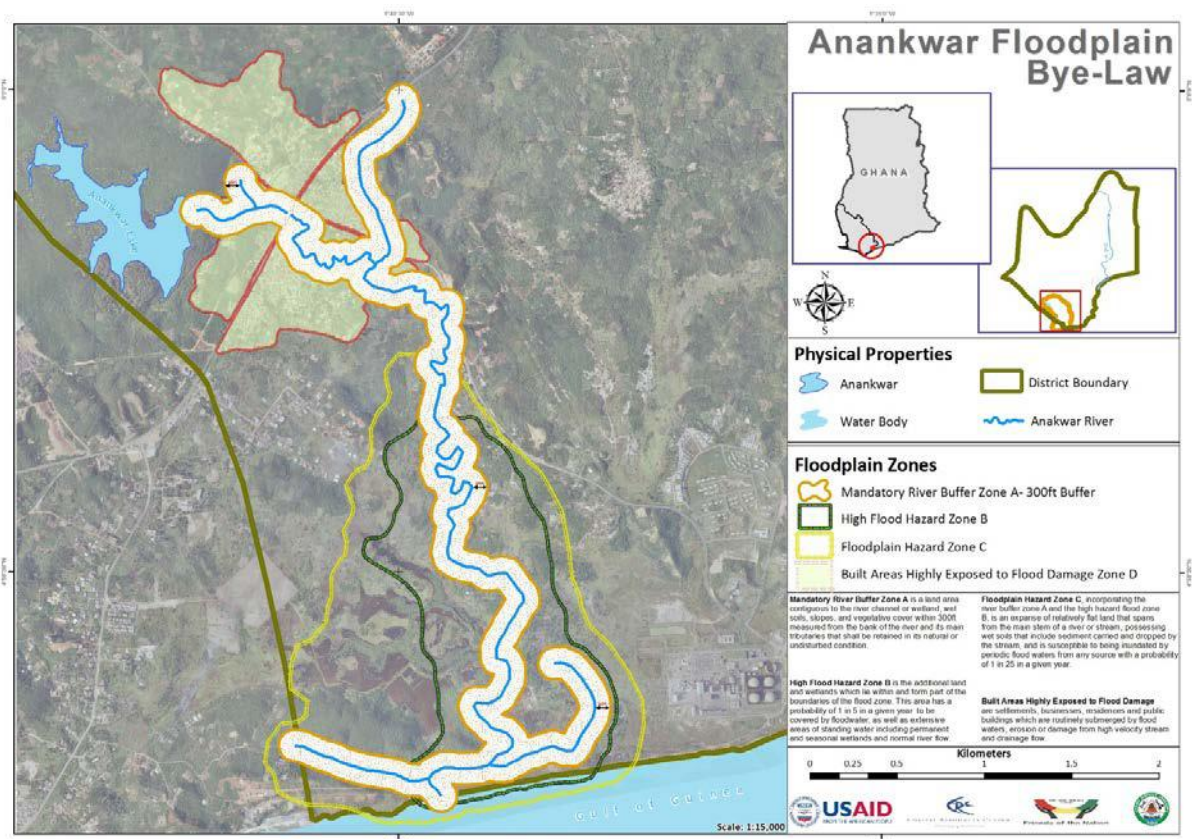 Anankwar Floodplain
Bye-Law
GHANA
N
W E
S
Anankwar Lake
Gulf of Guinea
Scale: 1:15,000
Physical Properties
Anankwar
District Boundary
Water Body
Anakwar River
Floodplain Zones
Mandatory River Buffer Zone A- 300ft Buffer
High Flood Hazard Zone B
Floodplain Hazard Zone C
Built Areas Highly Exposed to Flood Damage Zone D
Mandatory River Buffer Zone A is a land area
contiguous to the river channel or wetland, wet
soils, slopes, and vegetative cover within 300ft
measured from the bank of the river and its main
tributaries that shall be retained in its natural or
undisturbed condition.
High Flood Hazard Zone B is the additional land
and wetlands which lie within and form part of the
boundaries of the flood zone. This area has a
probability of 1 in 5 in a given year to be
covered by floodwater, as well as extensive
areas of standing water including permanent
and seasonal wetlands and normal river flow.
Floodplain Hazard Zone C, incorporating the
river buffer zone A and the high hazard flood zone
B, is an expanse of relatively flat land that spans
from the main stem of a river or stream, possessing
wet soils that include sediment carried and dropped by
the stream, and is susceptible to being inundated by
periodic flood waters from any source with a probability
of 1 in 25 in a given year.
Built Areas Highly Exposed to Flood Damage
are settlements, businesses, residences and public
buildings which are routinely submerged by flood
waters, erosion or damage from high velocity stream
and drainage flow.
Kilometers
0 0.25 0.5 1 1.5 2
USAID
FROM THE AMERICAN PEOPLE
Friends of the Nation